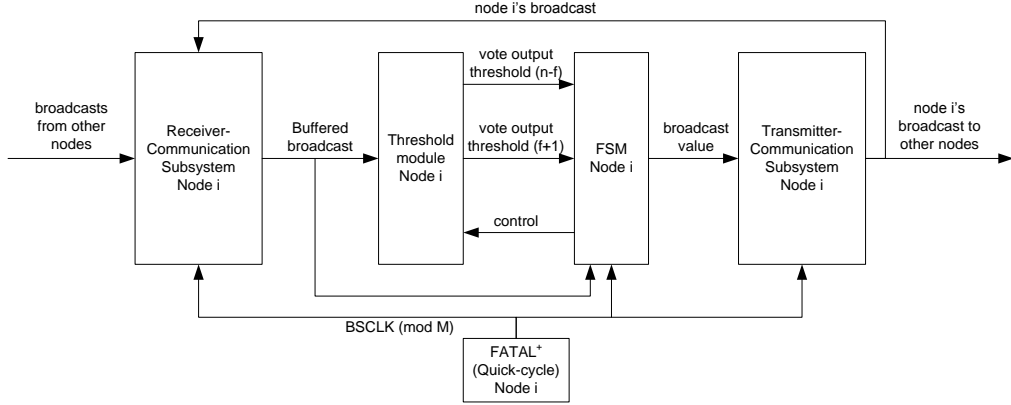 node i's broadcast
broadcasts
from other
nodes
Receiver-
Communication
Subsystem
Node i
Buffered
broadcast
Threshold
module
Node i
vote output
threshold (n-f)
vote output
threshold (f+1)
control
FSM
Node i
broadcast
value
Transmitter-
Communication
Subsystem
Node i
node i's
broadcast to
other nodes
BSCLK (mod M)
FATAL+
(Quick-cycle)
Node i